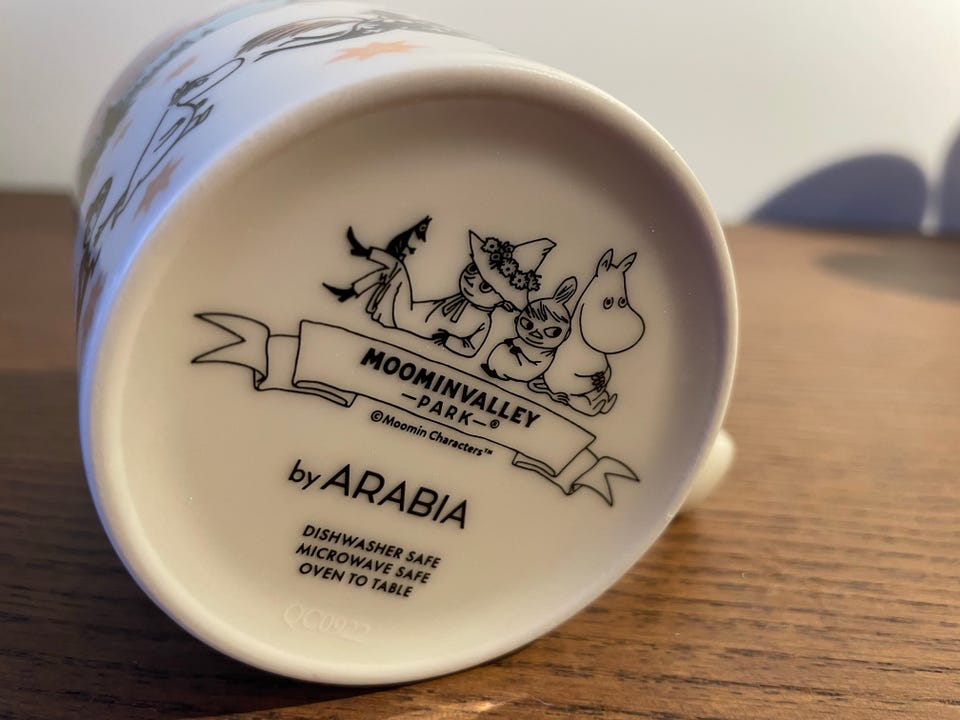 MOOMINVALLEY
—PARK—®
©Moomin Characters™
by ARABIA
DISHWASHER SAFE
MICROWAVE SAFE
OVEN TO TABLE
QC0922